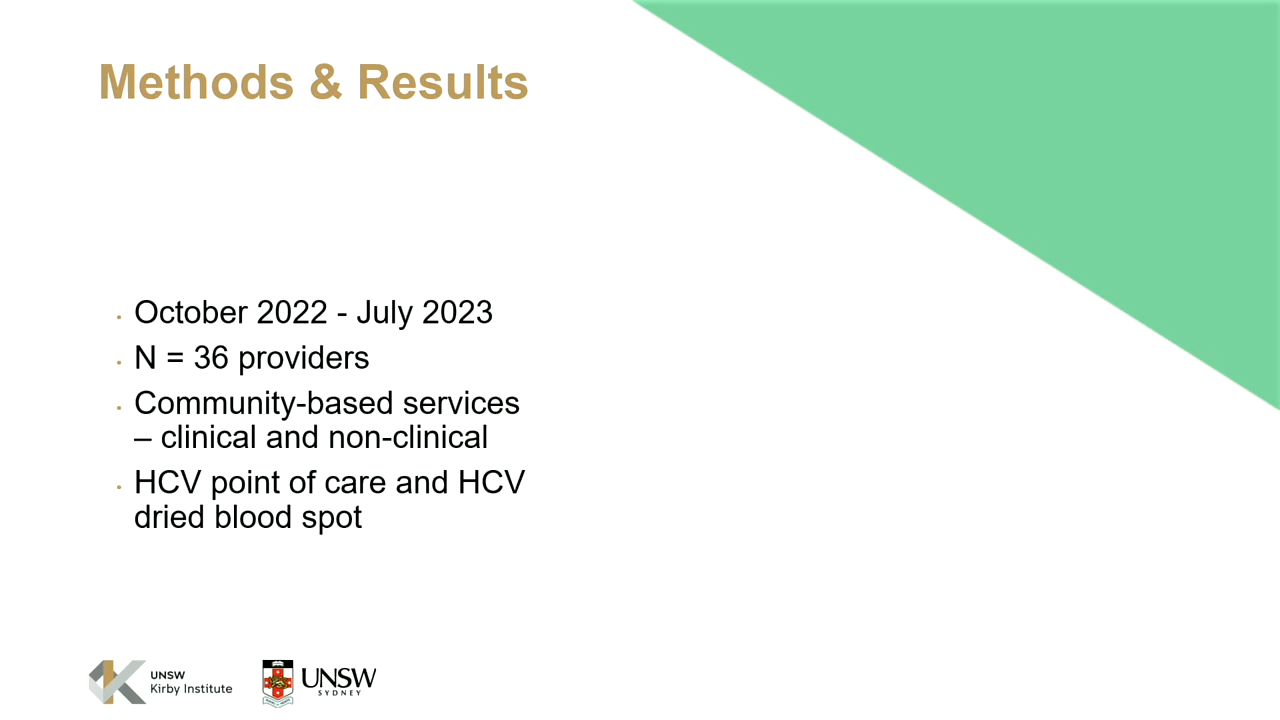 Methods & Results
• October 2022 - July 2023
• N = 36 providers
• Community-based services
– clinical and non-clinical
• HCV point of care and HCV
dried blood spot
UNSW
Kirby Institute
UNSW
SYDNEY